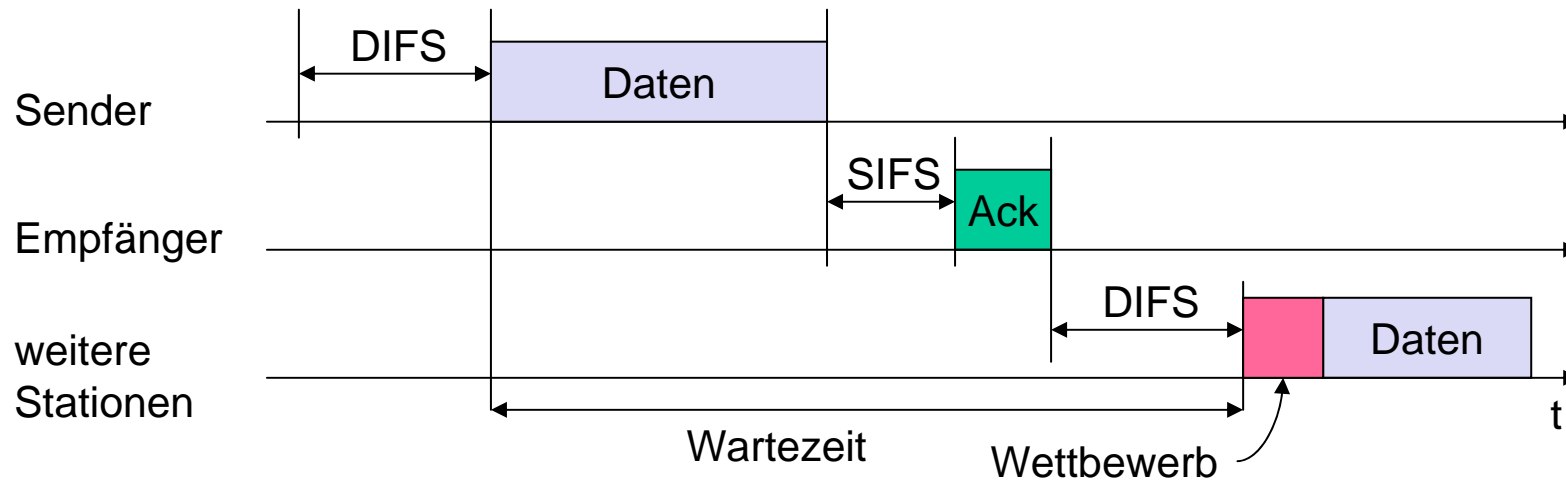 DIFS
Daten
Sender
SIFS
Ack
Empfänger
DIFS
Daten
weitere
Stationen
t
Wartezeit
Wettbewerb